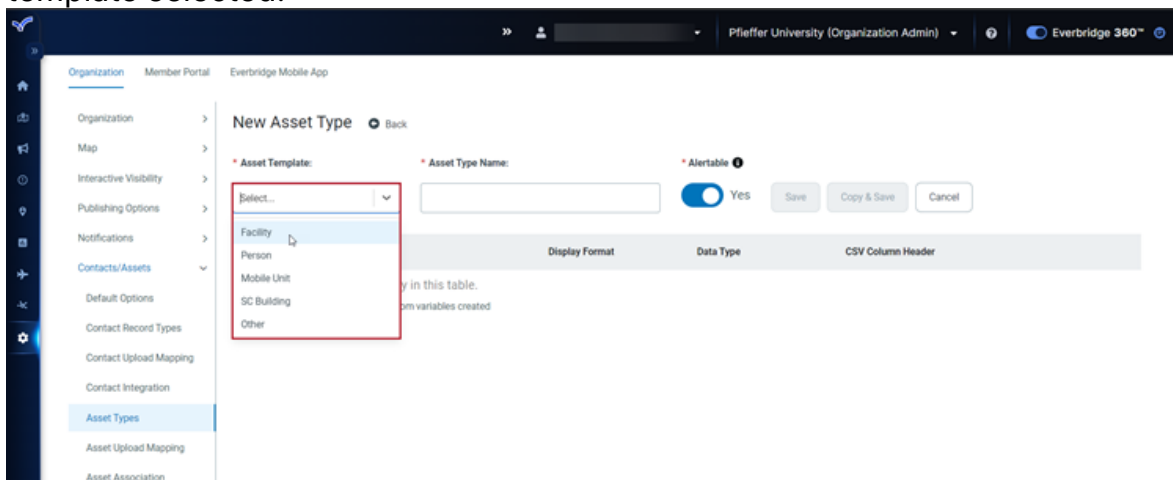 template selected.
» Pfieffer University (Organization Admin) Everbridge 360™
»
Organization Member Portal Everbridge Mobile App
Organization >
New Asset Type Back
Map >
* Asset Template: * Asset Type Name: * Alertable
Interactive Visibility >
Select... Yes Save Copy & Save Cancel
Publishing Options >
Facility
Notifications >
Display Format Data Type CSV Column Header
Person
Contacts/Assets
Mobile Unit
y in this table.
Default Options
SC Building
om variables created
Other
Contact Record Types
Contact Upload Mapping
Contact Integration
Asset Types
Asset Upload Mapping
Asset Association